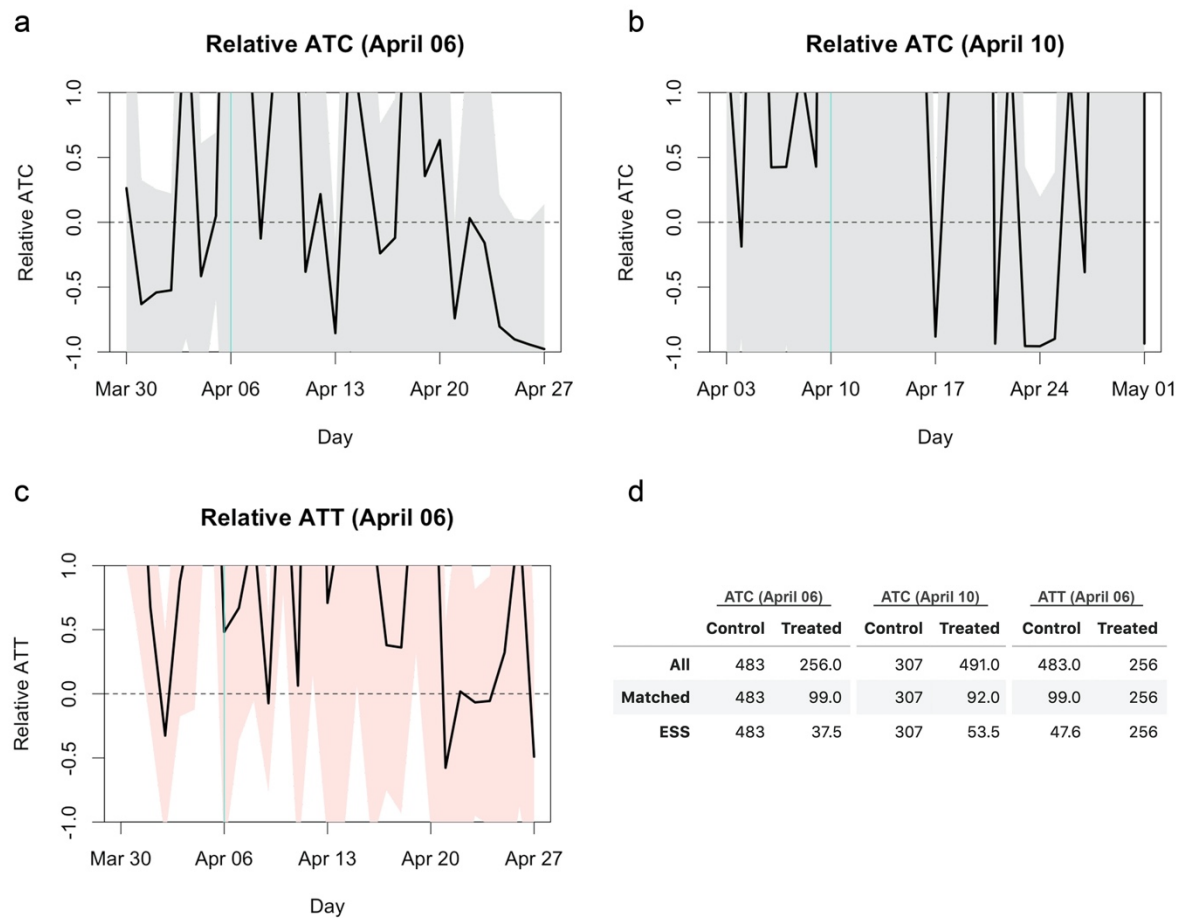 a
Relative ATC (April 06)
Relative ATC
1.0
0.5
0.0
-0.5
-1.0
Mar 30 Apr 06 Apr 13 Apr 20 Apr 27
Day
b
Relative ATC (April 10)
Relative ATC
1.0
0.5
0.0
-0.5
-1.0
Apr 03 Apr 10 Apr 17 Apr 24 May 01
Day
c
Relative ATT (April 06)
Relative ATT
1.0
0.5
0.0
-0.5
-1.0
Mar 30 Apr 06 Apr 13 Apr 20 Apr 27
Day
d
ATC (April 06) ATC (April 10) ATT (April 06)
Control Treated Control Treated Control Treated
All 483 256.0 307 491.0 483.0 256
Matched 483 99.0 307 92.0 99.0 256
ESS 483 37.5 307 53.5 47.6 256